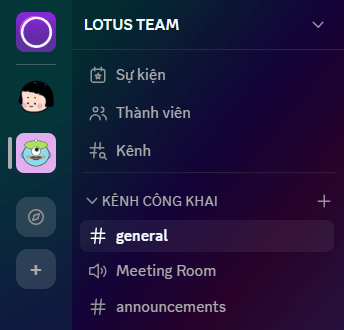 LOTUS TEAM
Sự kiện
Thành viên
Kênh
KÊNH CÔNG KHAI
general
Meeting Room
announcements